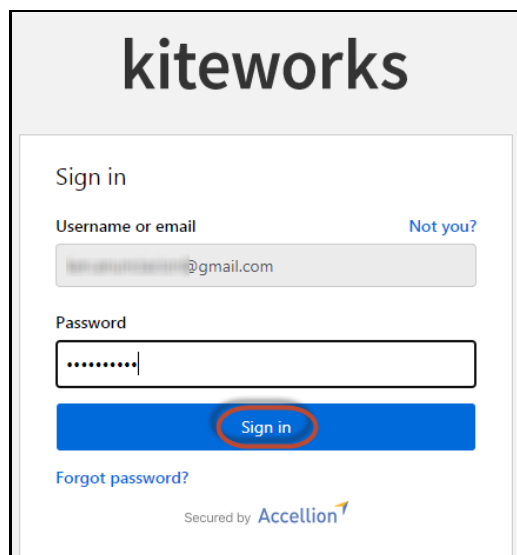 kiteworks
Sign in
Username or email Not you?
@gmail.com
Password
••••••••••
Sign in
Forgot password?
Secured by Accellion